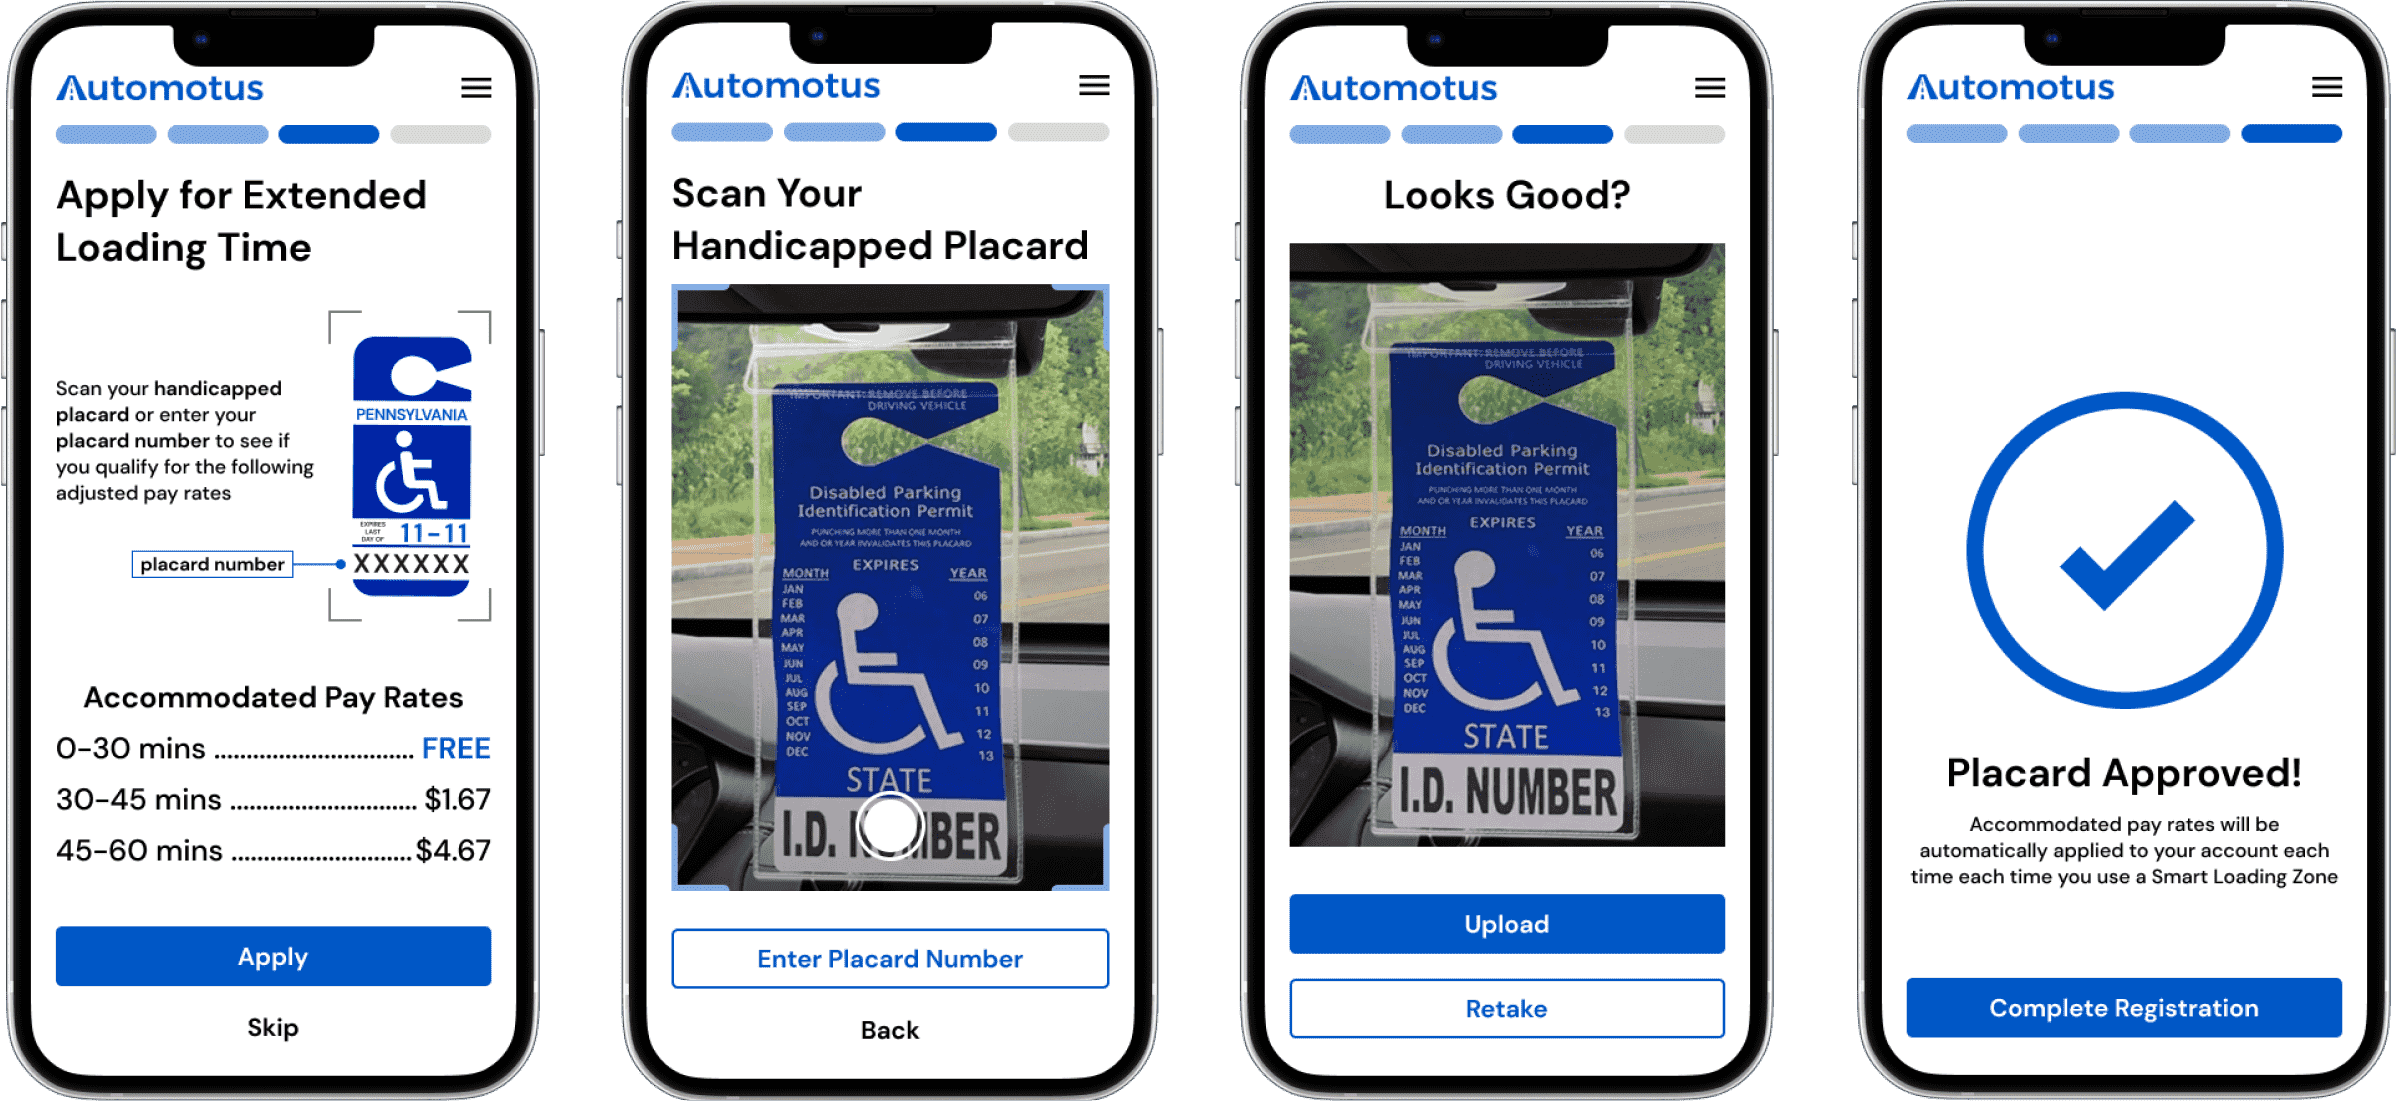 Automotus
Apply for Extended
Loading Time
Scan your handicapped
placard or enter your
placard number to see if
you qualify for the following
adjusted pay rates
PENNSYLVANIA
EXPIRES
LAST
DAY OF
11-11
placard number
XXXXXX
Accommodated Pay Rates
0-30 mins ................................. FREE
30-45 mins ............................... $1.67
45-60 mins ..............................$4.67
Apply
Skip
Automotus
Scan Your
Handicapped Placard
IMPORTANT: REMOVE BEFORE
DRIVING VEHICLE
Disabled Parking
Identification Permit
PUNCHING MORE THAN ONE MONTH
AND OR YEAR INVALIDATES THIS PLACARD
EXPIRES
MONTH YEAR
JAN 06
FEB
MAR 07
APR
MAY 08
JUN 09
JUL
AUG 10
SEP
OCT 11
NOV 12
DEC 13
STATE
I.D. N BER
Enter Placard Number
Back
Automotus
Looks Good?
IMPORTANT: REMOVE BEFORE
DRIVING VEHICLE
Disabled Parking
Identification Permit
PUNCHING MORE THAN ONE MONTH
AND OR YEAR INVALIDATES THIS PLACARD
EXPIRES
MONTH YEAR
JAN 06
FEB
MAR 07
APR
MAY 08
JUN 09
JUL
AUG 10
SEP 11
OCT
NOV 12
DEC 13
STATE
I.D. NUMBER
Upload
Retake
Automotus
Placard Approved!
Accommodated pay rates will be
automatically applied to your account each
time each time you use a Smart Loading Zone
Complete Registration